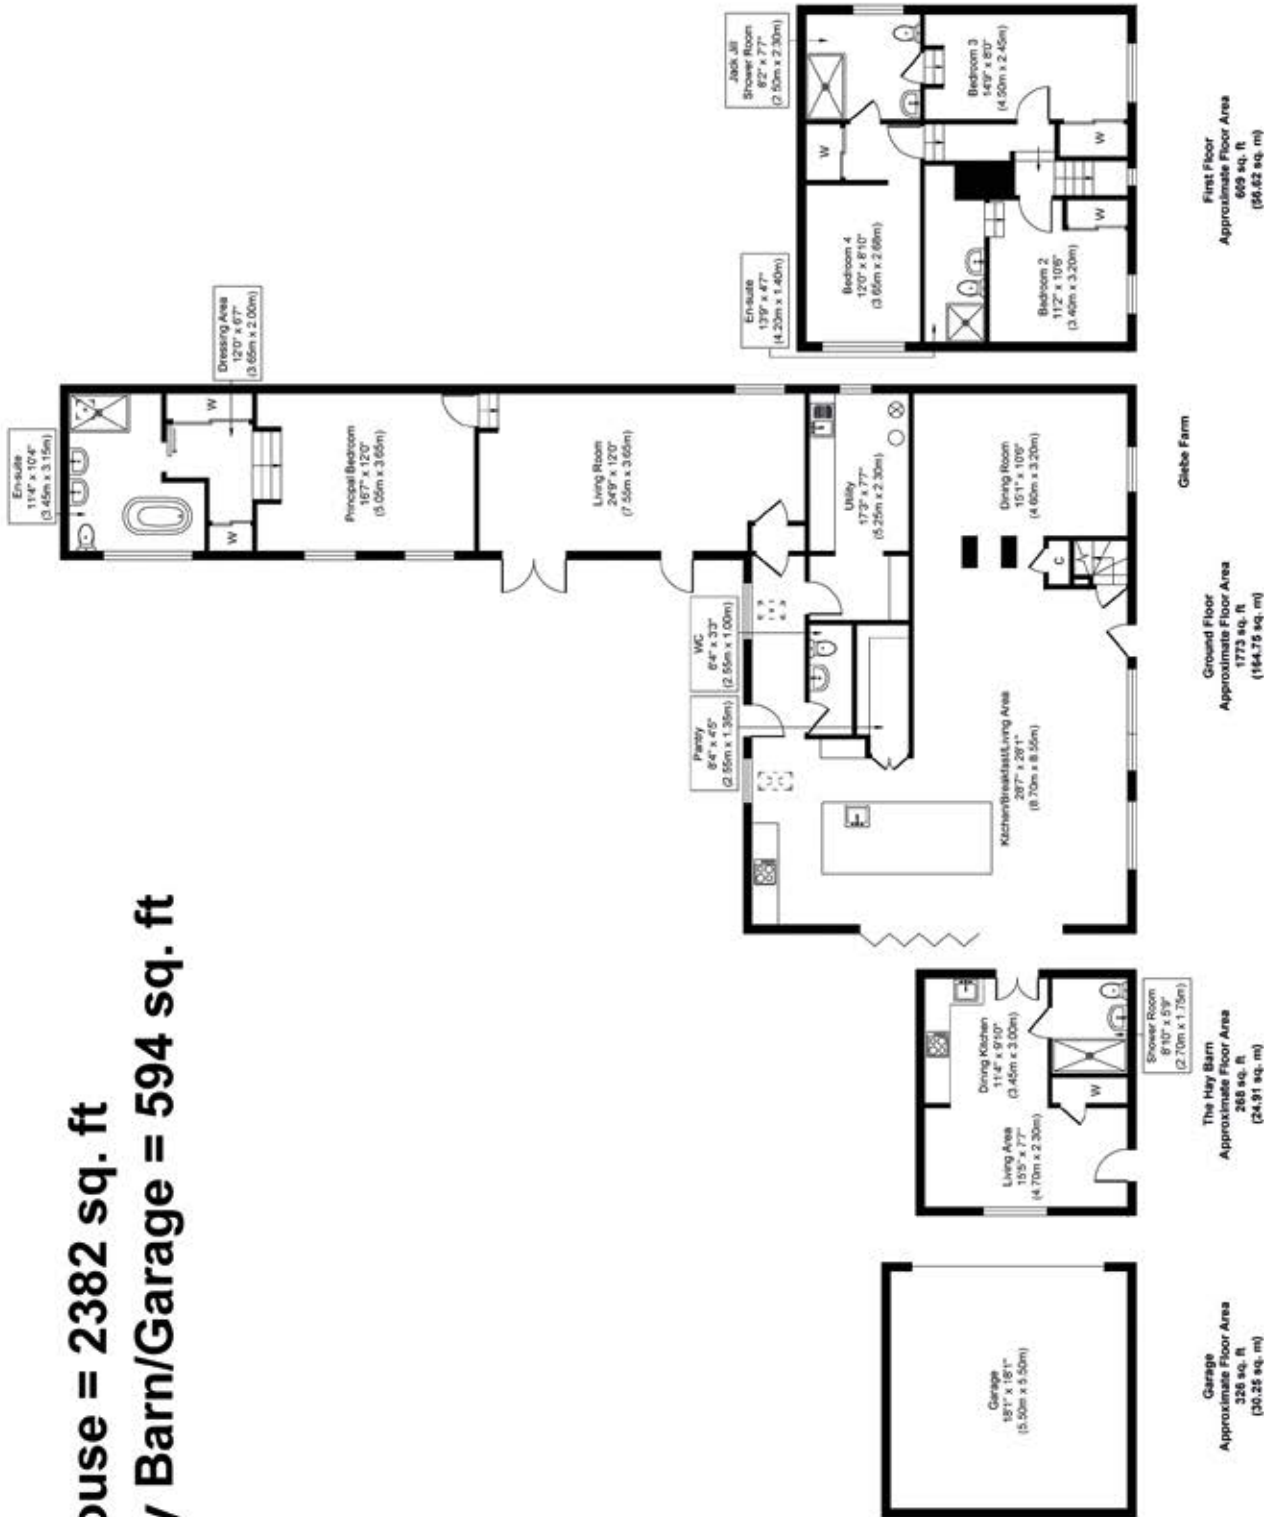 ouse = 2382 sq. ft
Barn/Garage = 594 sq. ft
Garage
18'1" x 18'1"
(5.50m x 5.50m)
Garage
Approximate Floor Area
326 sq. ft
(30.25 sq. m)
Living Area
15'5" x 7'7"
(4.70m x 2.30m)
Dining Kitchen
11'4" x 9'10"
(3.45m x 3.00m)
W
Shower Room
8'10" x 5'9"
(2.70m x 1.75m)
The Hay Barn
Approximate Floor Area
268 sq. ft
(24.91 sq. m)
En-suite
11'4" x 10'4"
(3.45m x 3.15m)
Dressing Area
12'0" x 6'7"
(3.65m x 2.00m)
W
W
Principal Bedroom
16'7" x 12'0"
(5.05m x 3.65m)
Living Room
24'9" x 12'0"
(7.55m x 3.65m)
WC
8'4" x 3'3"
(2.55m x 1.00m)
Pantry
8'4" x 4'5"
(2.55m x 1.35m)
Utility
17'3" x 7'7"
(5.25m x 2.30m)
Kitchen/Breakfast/Living Area
28'7" x 28'1"
(8.70m x 8.55m)
Dining Room
15'1" x 10'6"
(4.60m x 3.20m)
C
Ground Floor
Approximate Floor Area
1773 sq. ft
(164.75 sq. m)
Glebe Farm
Jack Jill
Shower Room
8'2" x 7'7"
(2.50m x 2.30m)
En-suite
13'9" x 4'7"
(4.20m x 1.40m)
Bedroom 4
12'0" x 8'10"
(3.65m x 2.68m)
W
Bedroom 3
14'9" x 8'0"
(4.50m x 2.45m)
W
Bedroom 2
11'2" x 10'6"
(3.40m x 3.20m)
W
First Floor
Approximate Floor Area
609 sq. ft
(56.62 sq. m)